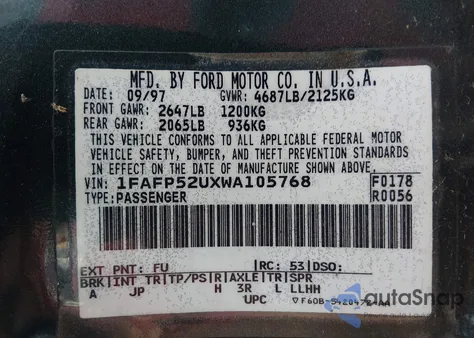 MFD. BY FORD MOTOR CO. IN U.S.A.
DATE: 09/97 GVWR: 4687LB/2125KG
FRONT GAWR: 2647LB 1200KG
REAR GAWR: 2065LB 936KG
THIS VEHICLE CONFORMS TO ALL APPLICABLE FEDERAL MOTOR
VEHICLE SAFETY, BUMPER, AND THEFT PREVENTION STANDARDS
IN EFFECT ON THE DATE OF MANUFACTURE SHOWN ABOVE.
VIN: 1FAFP52UXWA105768 F0178
TYPE: PASSENGER R0056
EXT PNT: FU RC: 53 DSO:
BRK INT TR TP/PS R AXLE TR SPR
A JP H 3R L LLHH
UPC
autoSnap